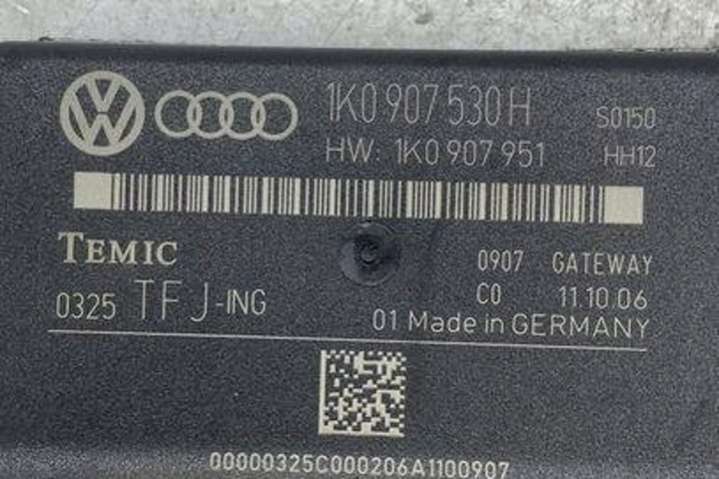 1K0 907 530 H S0150
HW: 1K0 907 951 HH12
TEMIC 0907 GATEWAY
0325 TFJ-ING C0 11.10.06
01 Made in GERMANY
00000325C000206A1100907